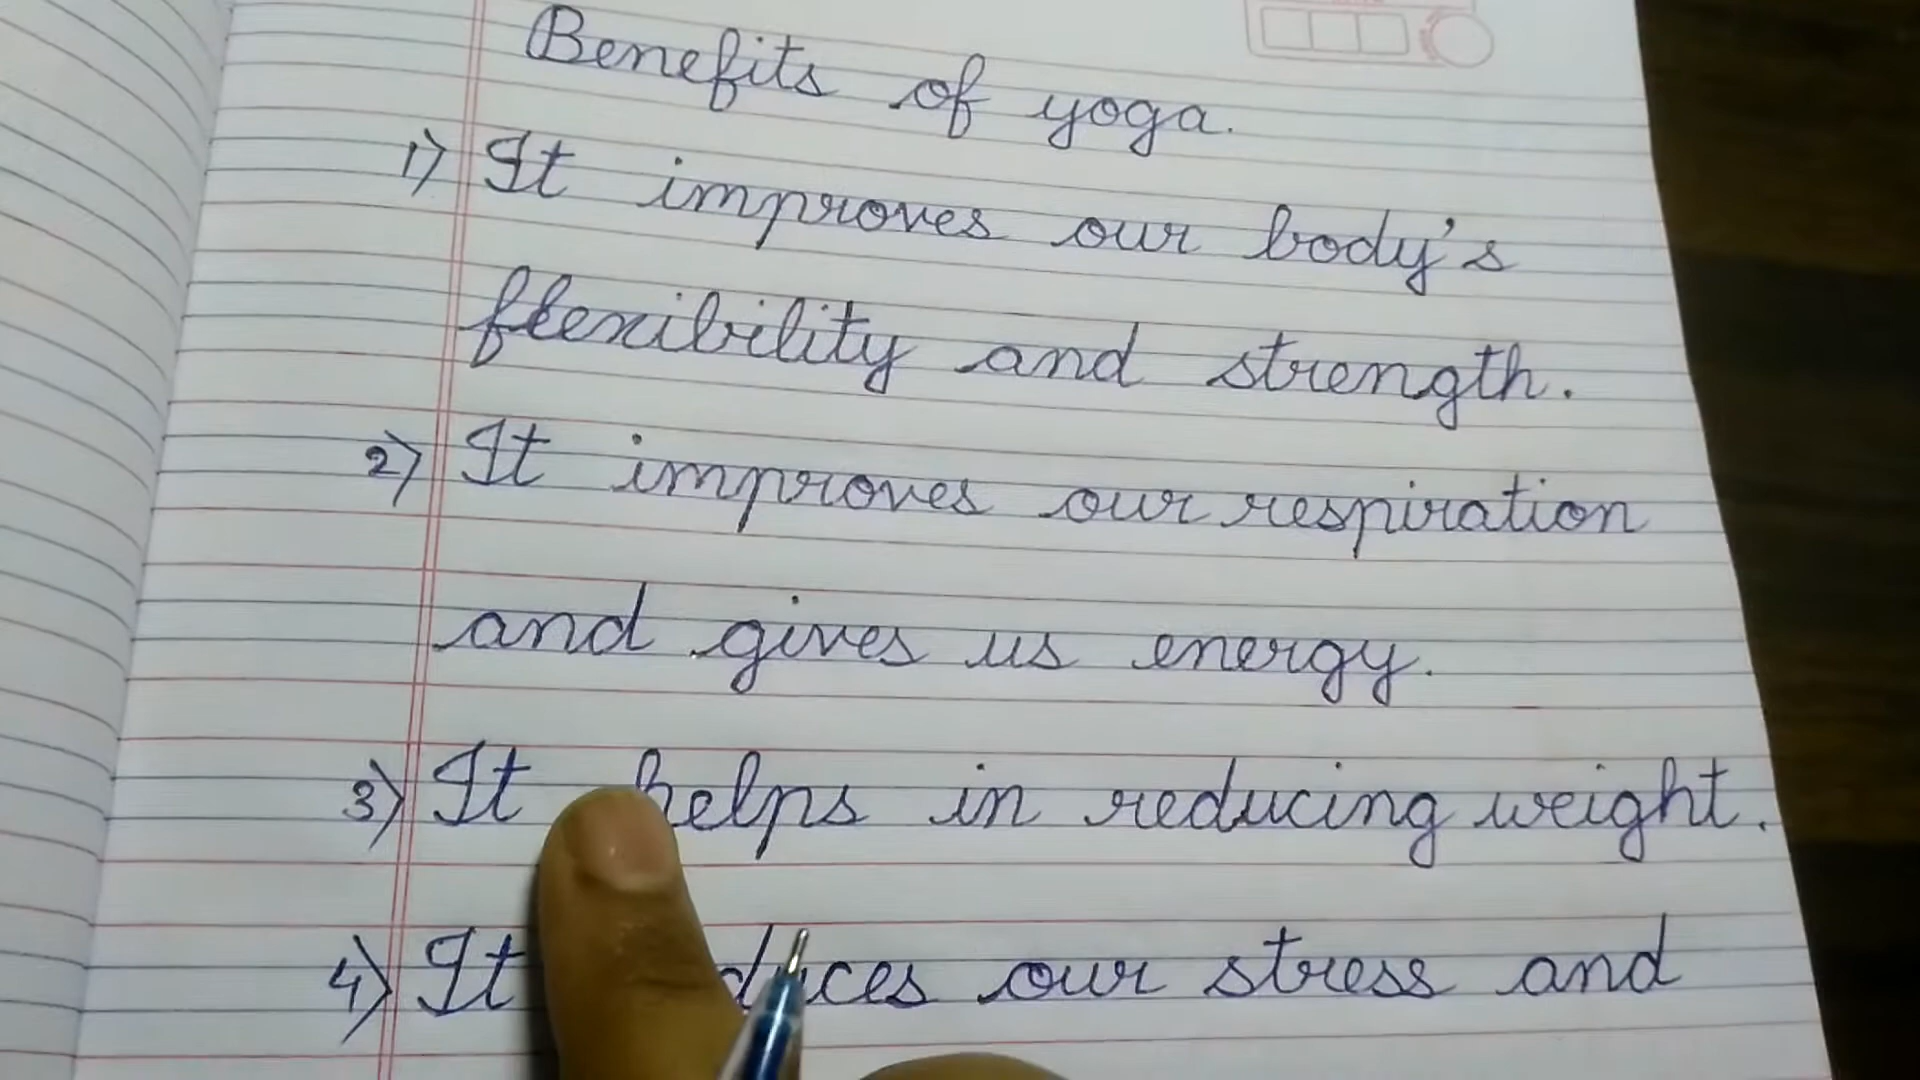 Benefits of yoga.
1) It improves our body's
flexibility and strength.
2) It improves our respiration
and gives us energy.
3) It helps in reducing weight.
4) It our stress and